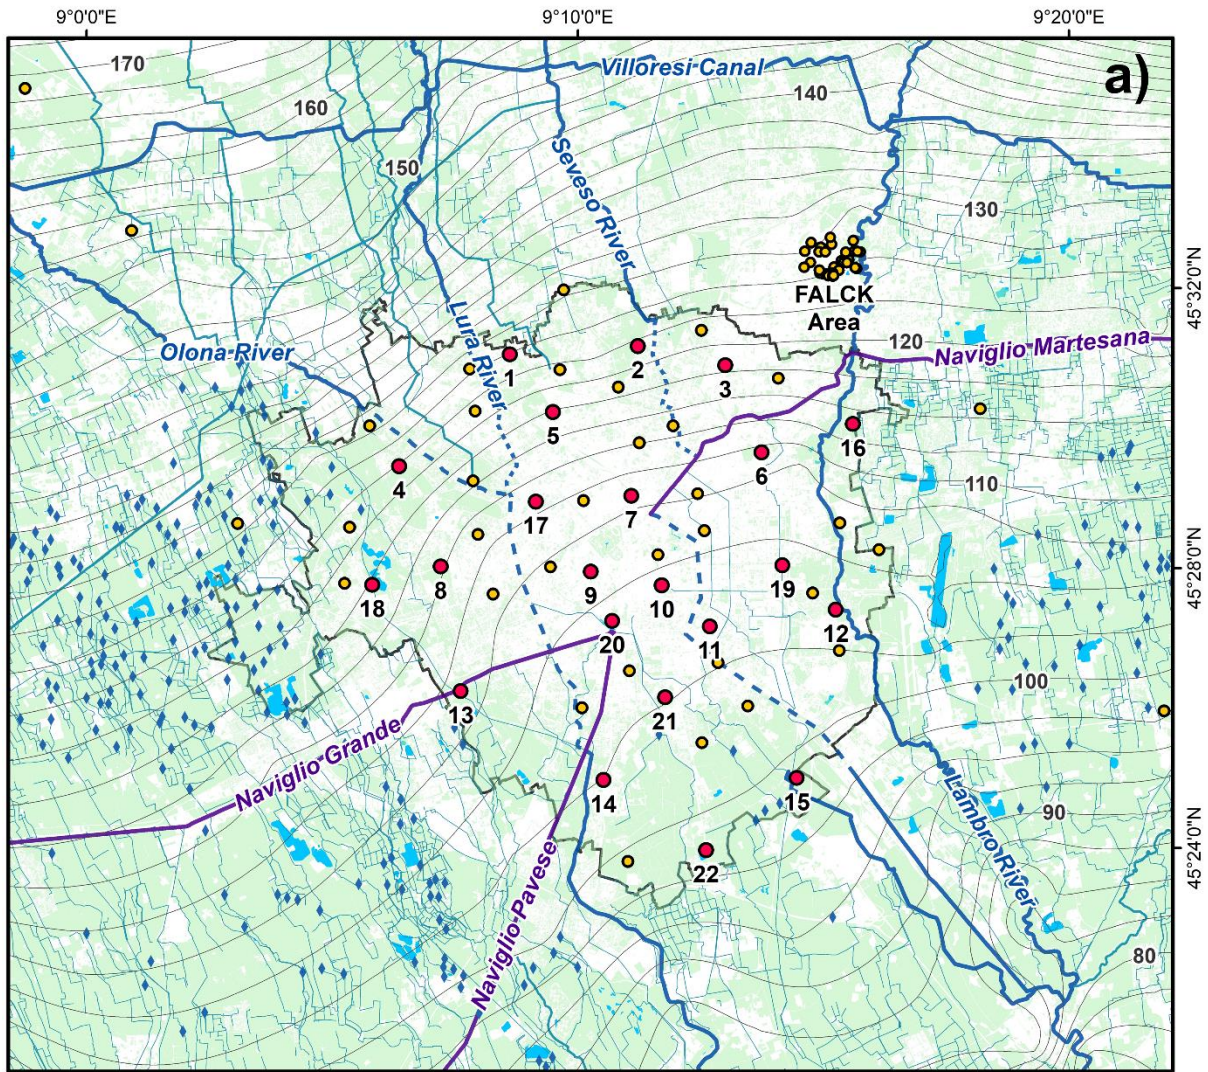 9°0'0"E
9°10'0"E
9°20'0"E
a)
170
Villoresi Canal
160
140
150
Seveso River
130
45°32'0"N
FALCK
Area
Olona River
Lura River
120
Naviglio Martesana
1
2
3
5
16
4
6
110
17
7
45°28'0"N
8
18
9
10
19
12
20
11
100
13
21
Naviglio Grande
14
15
Lambro River
90
45°24'0"N
22
Naviglio Pavese
80